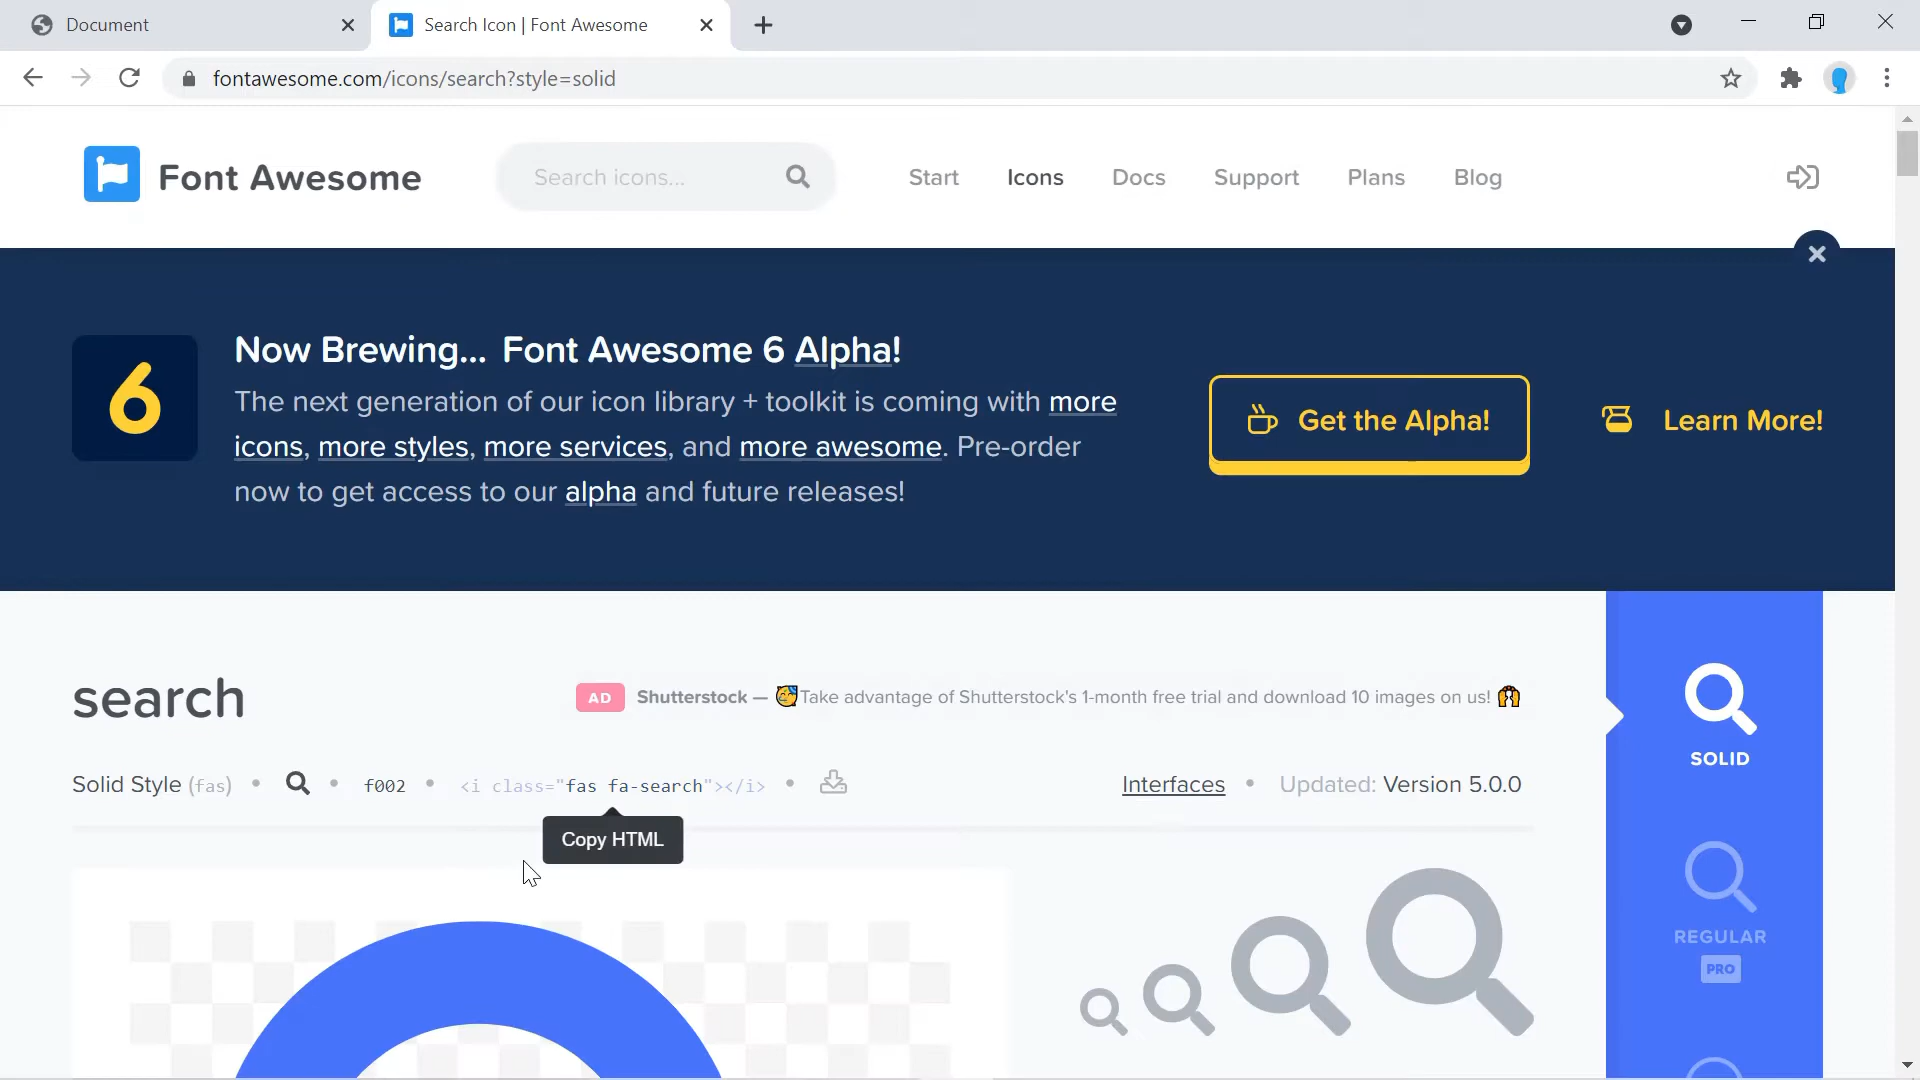 Document
Search Icon | Font Awesome
fontawesome.com/icons/search?style=solid
Font Awesome
Search icons...
Start
Icons
Docs
Support
Plans
Blog
6
Now Brewing... Font Awesome 6 Alpha!
The next generation of our icon library + toolkit is coming with more
icons, more styles, more services, and more awesome. Pre-order
now to get access to our alpha and future releases!
Get the Alpha!
Learn More!
search
AD Shutterstock — 🥳Take advantage of Shutterstock's 1-month free trial and download 10 images on us! 🙌
Solid Style (fas) • • f002 • <i class="fas fa-search"></i> •
Interfaces • Updated: Version 5.0.0
Copy HTML
SOLID
REGULAR
PRO